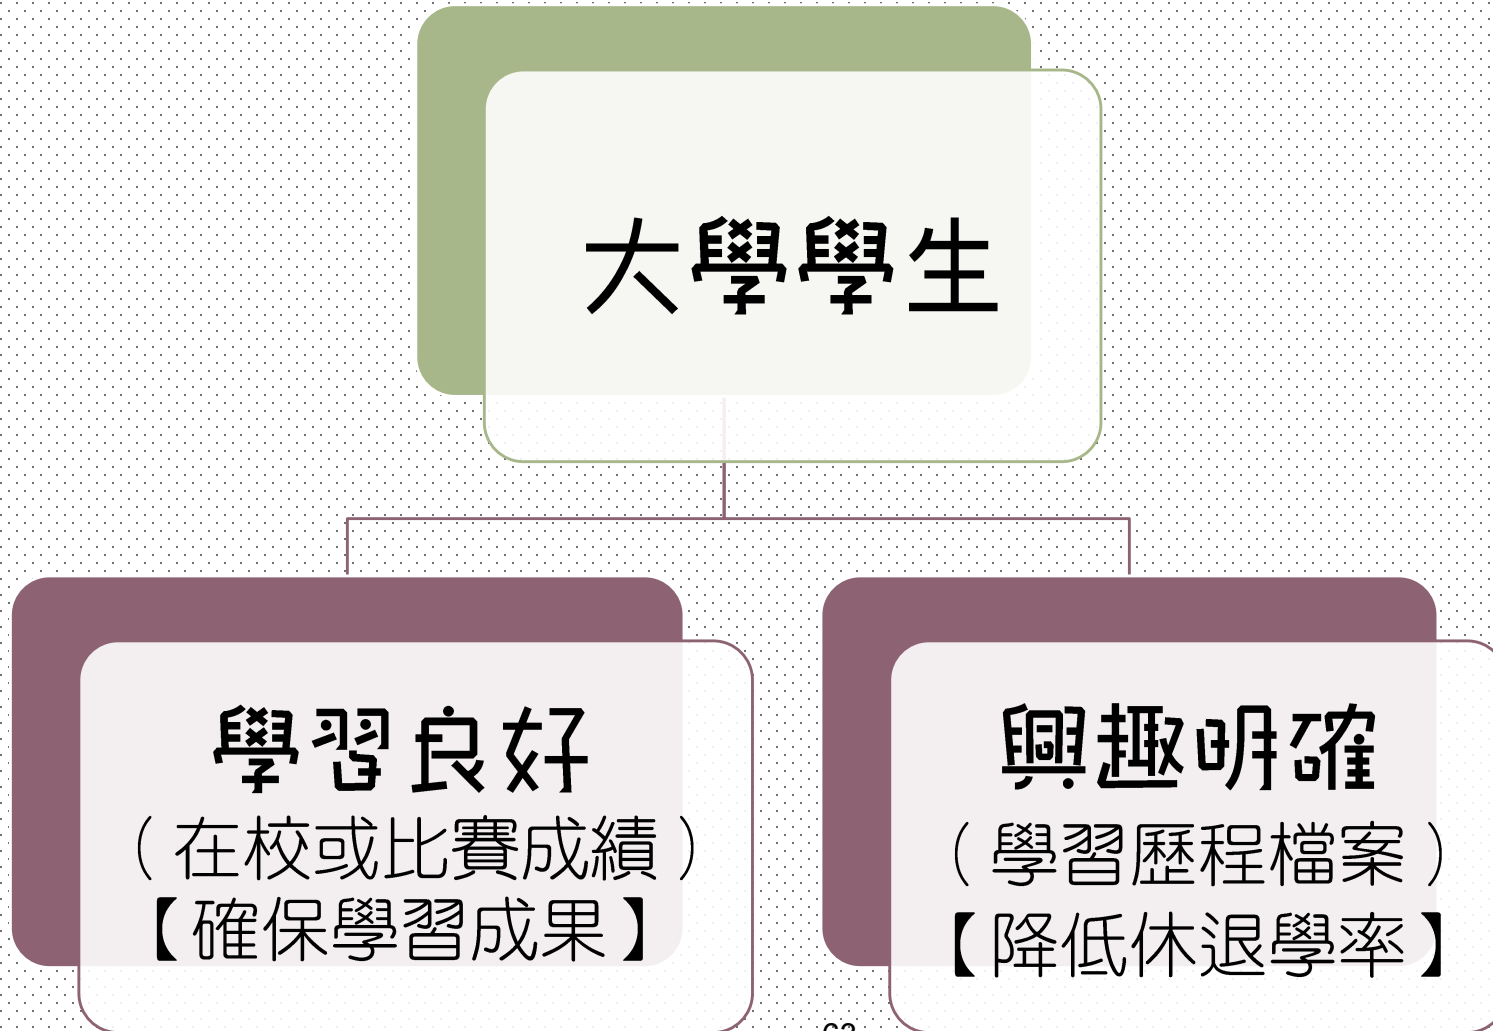 大學學生
學習良好
（在校或比賽成績）
【確保學習成果】
興趣明確
（學習歷程檔案）
【降低休退學率】